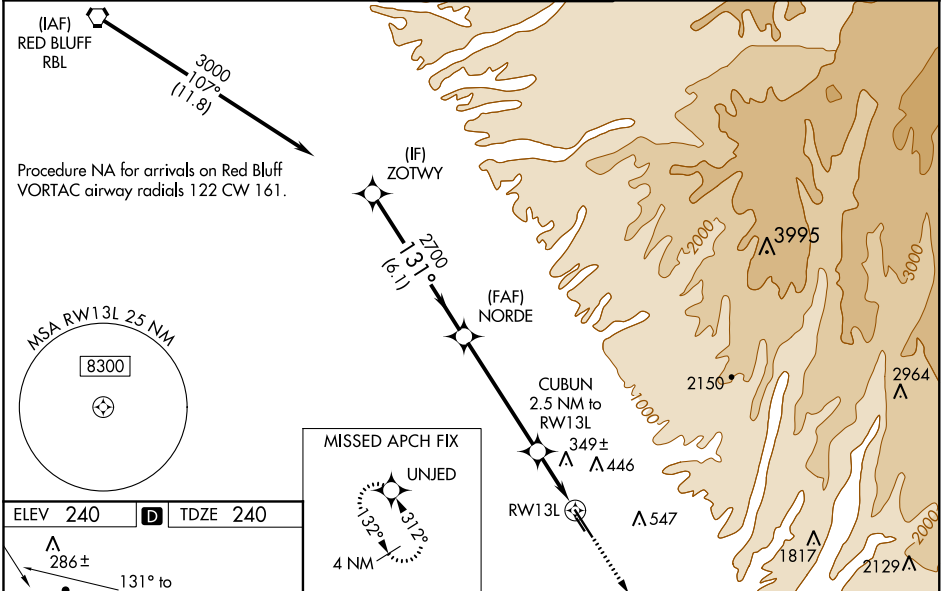 (IAF)
RED BLUFF
RBL
3000
107°
(11.8)
Procedure NA for arrivals on Red Bluff
VORTAC airway radials 122 CW 161.
(IF)
ZOTWY
2700
131°
(6.1)
(FAF)
NORDE
CUBUN
2.5 NM to
RW13L
349±
446
RW13L
547
3995
2000
3000
2150
2964
1000
1817
2129
2000
MSA RW13L 25 NM
8300
MISSED APCH FIX
UNJED
132°
312°
4 NM
ELEV 240 D TDZE 240
286±
131° to